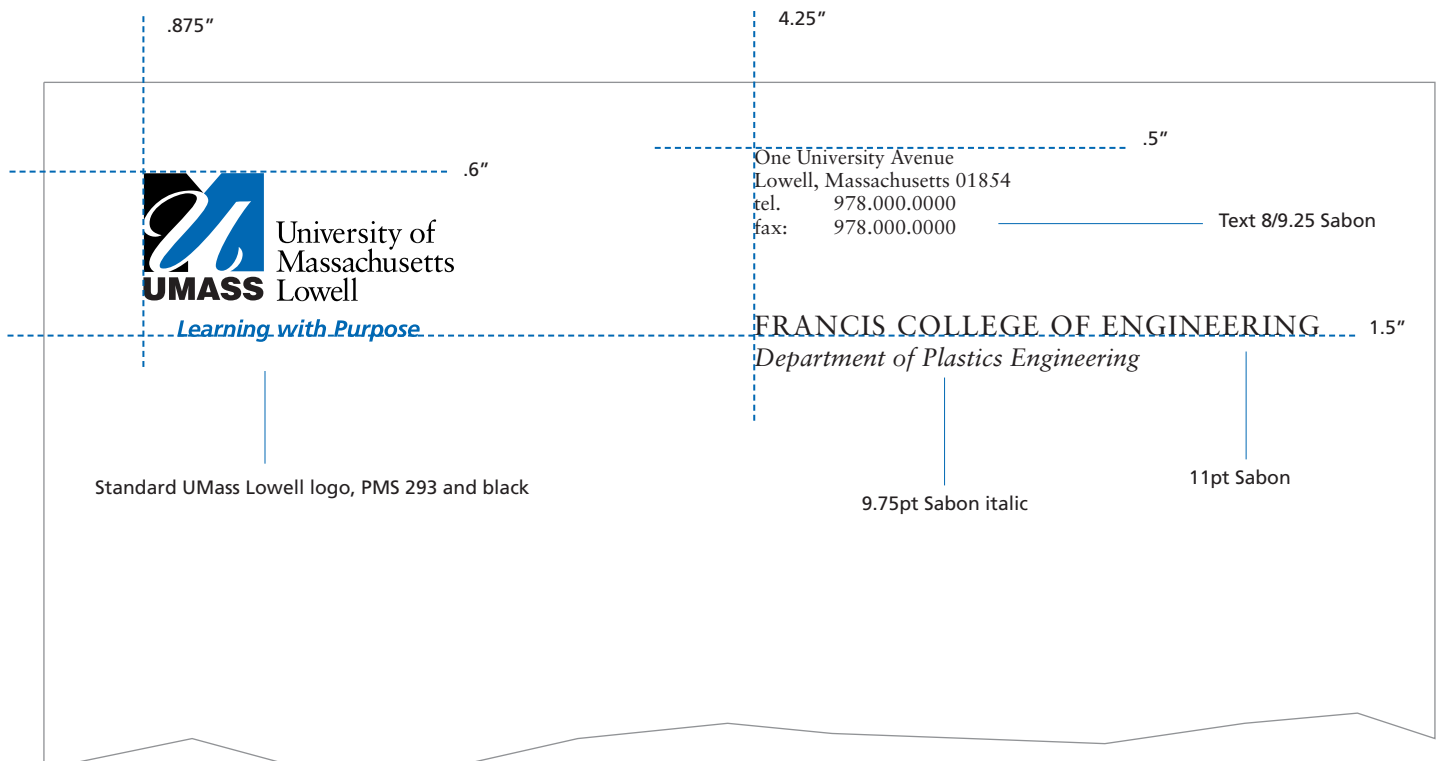 .875”
4.25”
.5”
.6”
One University Avenue
Lowell, Massachusetts 01854
tel. 978.000.0000
fax: 978.000.0000
Text 8/9.25 Sabon
University of
Massachusetts
Lowell
UMASS
Learning with Purpose
FRANCIS COLLEGE OF ENGINEERING
1.5”
Department of Plastics Engineering
Standard UMass Lowell logo, PMS 293 and black
9.75pt Sabon italic
11pt Sabon